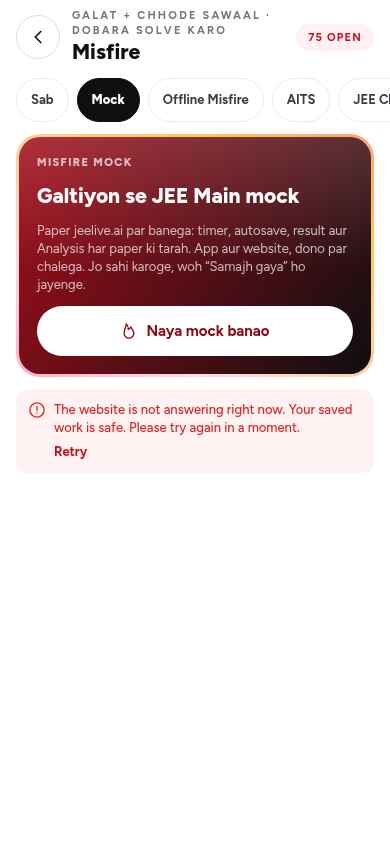 GALAT + CHHODE SAWAAL ·
DOBARA SOLVE KARO
Misfire
75 OPEN
Sab
Mock
Offline Misfire
AITS
MISFIRE MOCK
Galtiyon se JEE Main mock
Paper jeelive.ai par banega: timer, autosave, result aur
Analysis har paper ki tarah. App aur website, dono par
chalega. Jo sahi karoge, woh “Samajh gaya” ho
jayenge.
Naya mock banao
The website is not answering right now. Your saved
work is safe. Please try again in a moment.
Retry